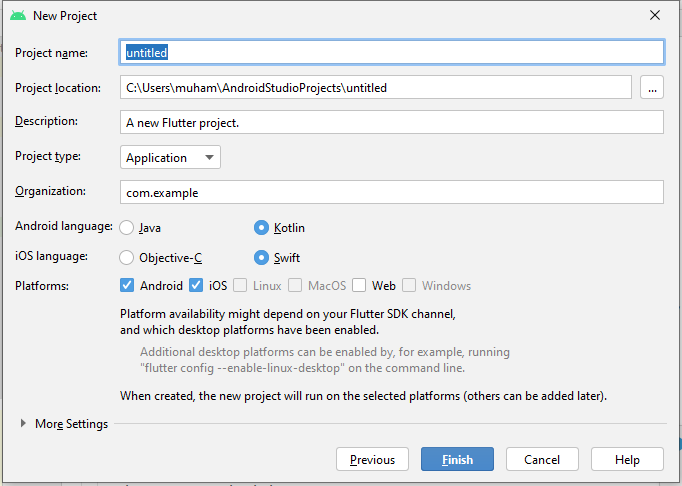 New Project
Project name: untitled
Project location: C:\Users\muham\AndroidStudioProjects\untitled ...
Description: A new Flutter project.
Project type: Application
Organization: com.example
Android language: Java Kotlin
iOS language: Objective-C Swift
Platforms: Android iOS Linux MacOS Web Windows
Platform availability might depend on your Flutter SDK channel,
and which desktop platforms have been enabled.
Additional desktop platforms can be enabled by, for example, running
"flutter config --enable-linux-desktop" on the command line.
When created, the new project will run on the selected platforms (others can be added later).
More Settings
Previous Finish Cancel Help